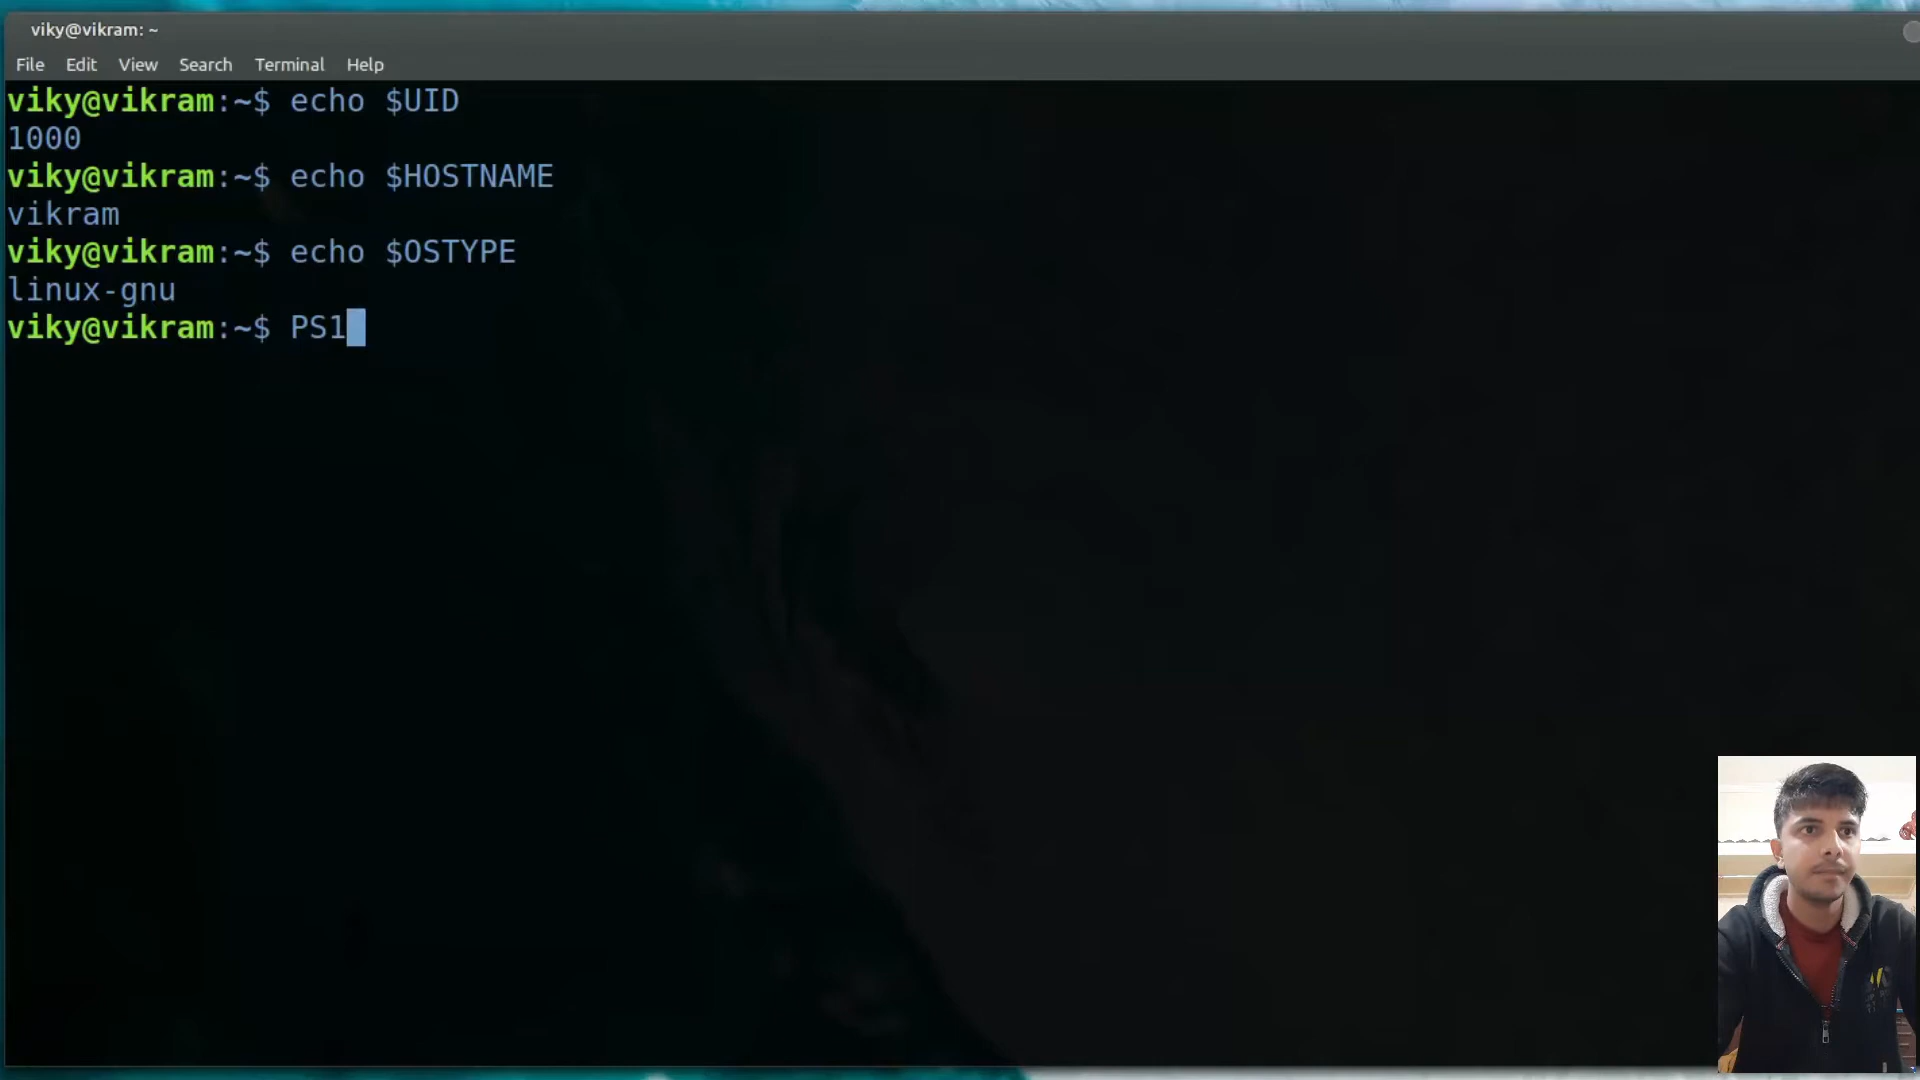 viky@vikram: ~
File Edit View Search Terminal Help
viky@vikram:~$ echo $UID
1000
viky@vikram:~$ echo $HOSTNAME
vikram
viky@vikram:~$ echo $OSTYPE
linux-gnu
viky@vikram:~$ PS1